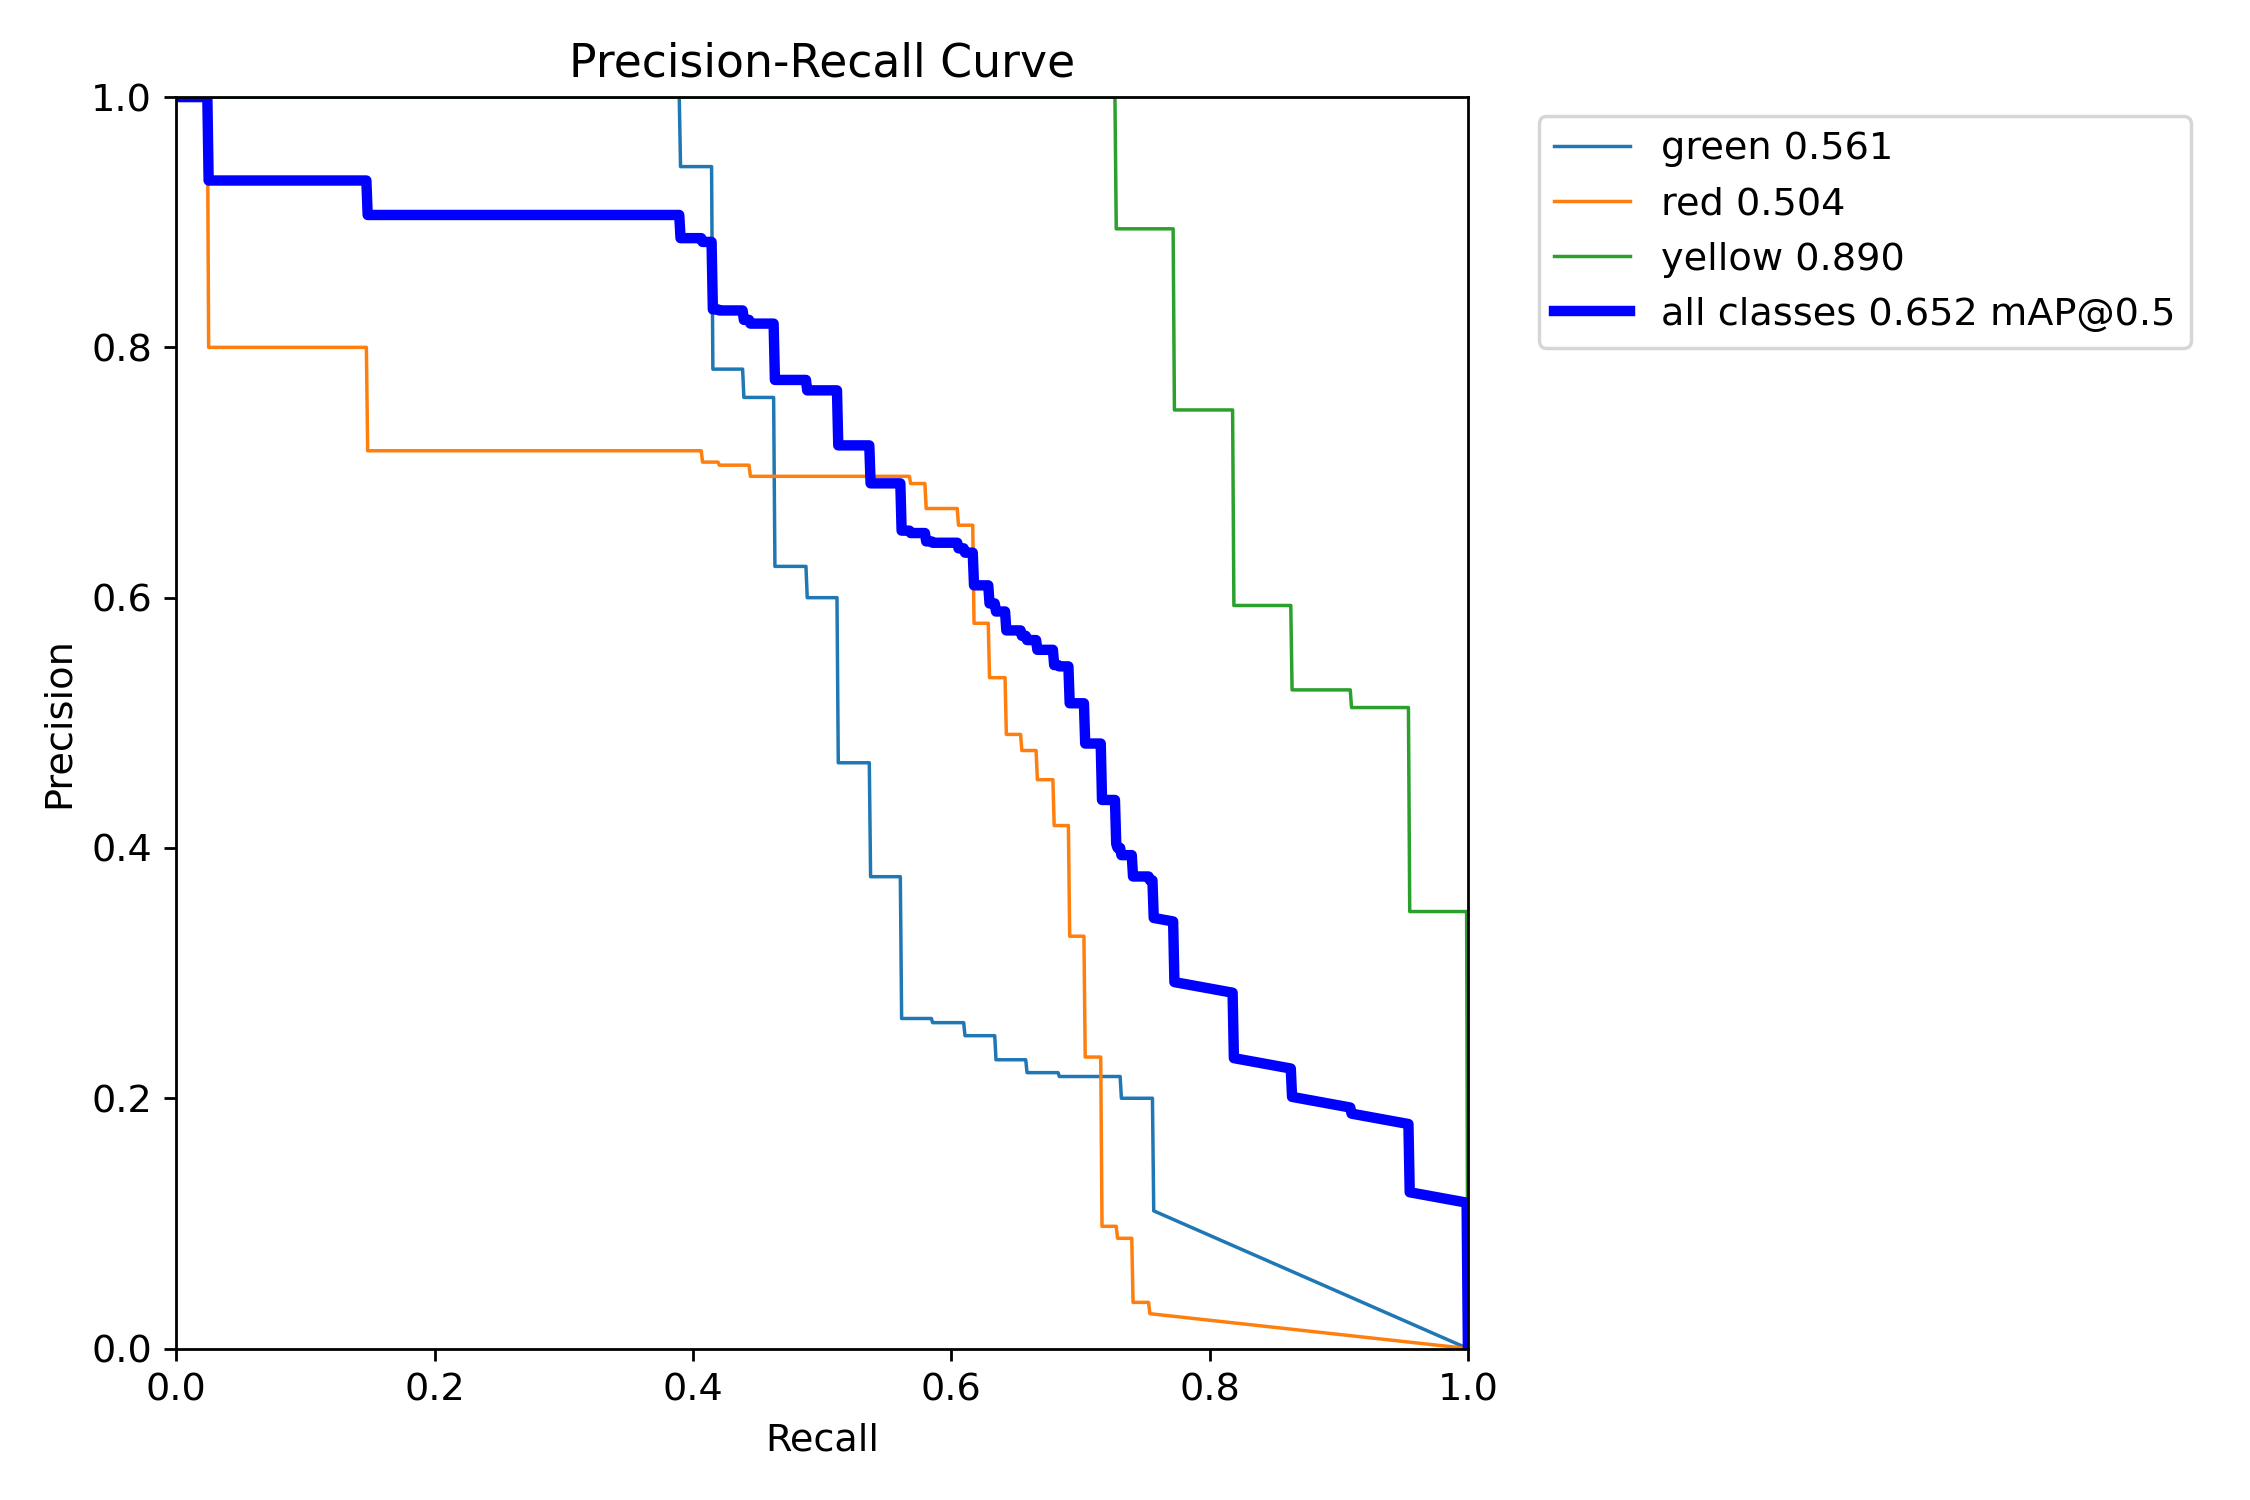 Precision-Recall Curve
green 0.561
red 0.504
yellow 0.890
all classes 0.652 mAP@0.5
Precision
1.0
0.8
0.6
0.4
0.2
0.0
0.0 0.2 0.4 0.6 0.8 1.0
Recall